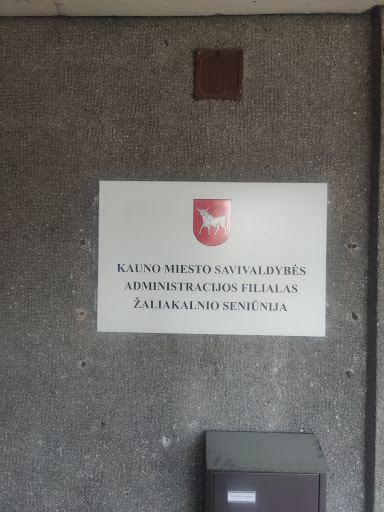 KAUNO MIESTO SAVIVALDYBĖS
ADMINISTRACIJOS FILIALAS
ŽALIAKALNIO SENIŪNIJA